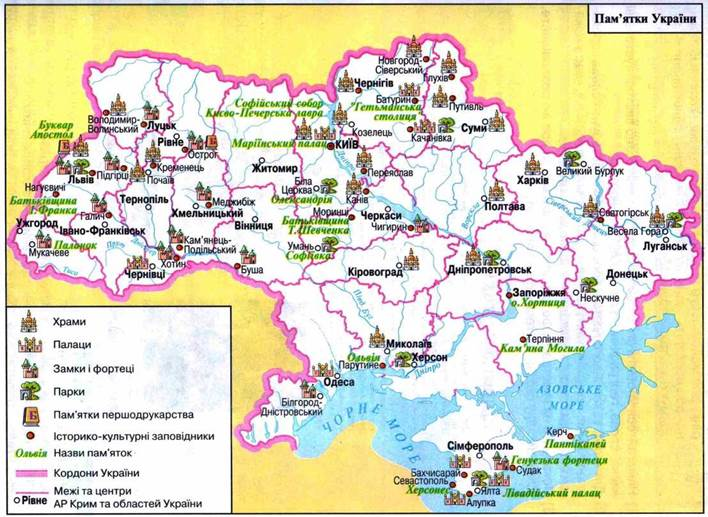 Пам'ятки України
Новгород-
Сіверський
Глухів
Чернігів
Батурин
Путивль
"Гетьманська
столиця"
Софійський собор
Києво-Печерська лавра
Козелець
Качанівка
Суми
Маріїнський палац
КИЇВ
Буквар
Апостол
Володимир-
Волинський
Луцьк
Рівне
Острог
Б
Б
Львів
Підгірці
Кременець
Почаїв
Житомир
Переяслав
Харків
Великий Бурлук
Нагуєвичі
Батьківщина
І. Франка
Галич
Тернопіль
Меджибіж
Хмельницький
Біла
Церква
Олександрія
Канів
Моринці
Черкаси
Батьківщина
Т.Шевченка
Чигирин
Полтава
Святогірськ
Весела Гора
Луганськ
Ужгород
Івано-Франківськ
Мукачеве
Паланок
Вінниця
Кам'янець-
Подільський
Хотин
Чернівці
Буша
Умань
Софіївка
Кіровоград
Дніпропетровськ
Донецьк
Запоріжжя
о.Хортиця
Нескучне
Миколаїв
Ольвія
Парутине
Херсон
Дніпро
Терпіння
Кам'яна Могила
Одеса
Білгород-
Дністровський
ЧОРНЕ МОРЕ
АЗОВСЬКЕ
МОРЕ
Керч
Пантікапей
Сімферополь
Генуезька фортеця
Судак
Бахчисарай
Севастополь
Херсонес
Ялта
Лівадійський палац
Алупка
Храми
Палаци
Замки і фортеці
Парки
Б
Пам'ятки першодрукарства
Історико-культурні заповідники
Ольвія
Назви пам'яток
Кордони України
Рівне
Межі та центри
АР Крим та областей України